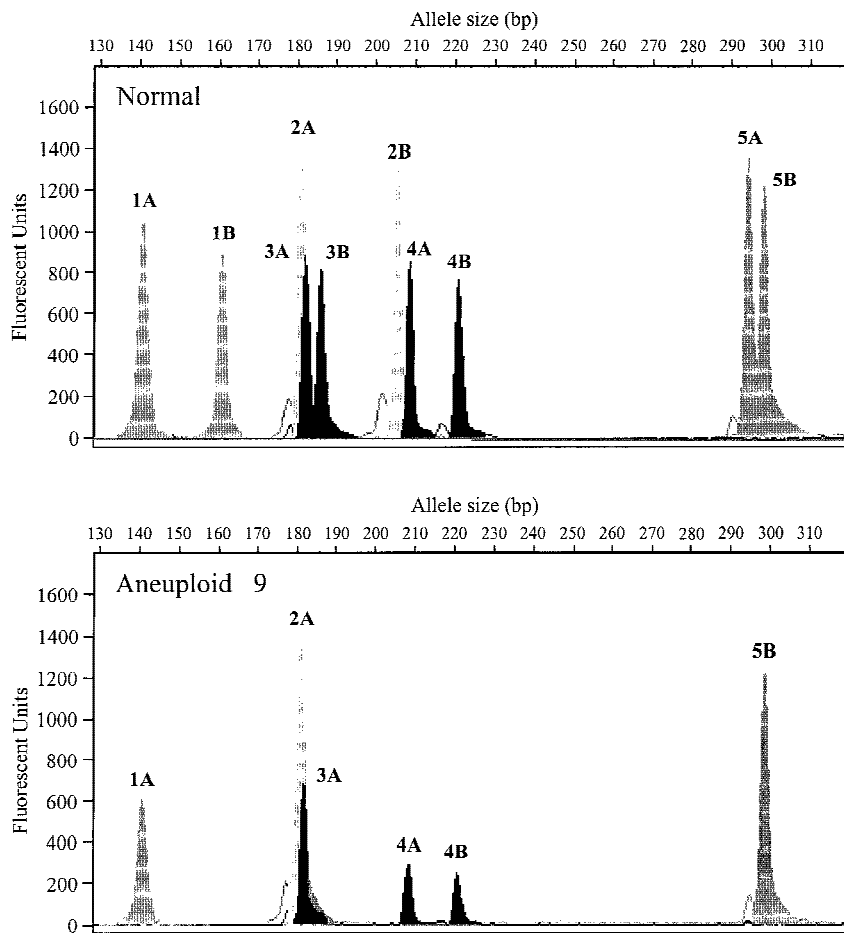 Allele size (bp)
130 140 150 160 170 180 190 200 210 220 230 240 250 260 270 280 290 300 310
Normal
1600
1400
1200
1000
800
600
400
200
0
Fluorescent Units
1A
1B
2A
3A
3B
2B
4A
4B
5A
5B
Allele size (bp)
130 140 150 160 170 180 190 200 210 220 230 240 250 260 270 280 290 300 310
Aneuploid 9
1600
1400
1200
1000
800
600
400
200
0
Fluorescent Units
1A
2A
3A
4A
4B
5B